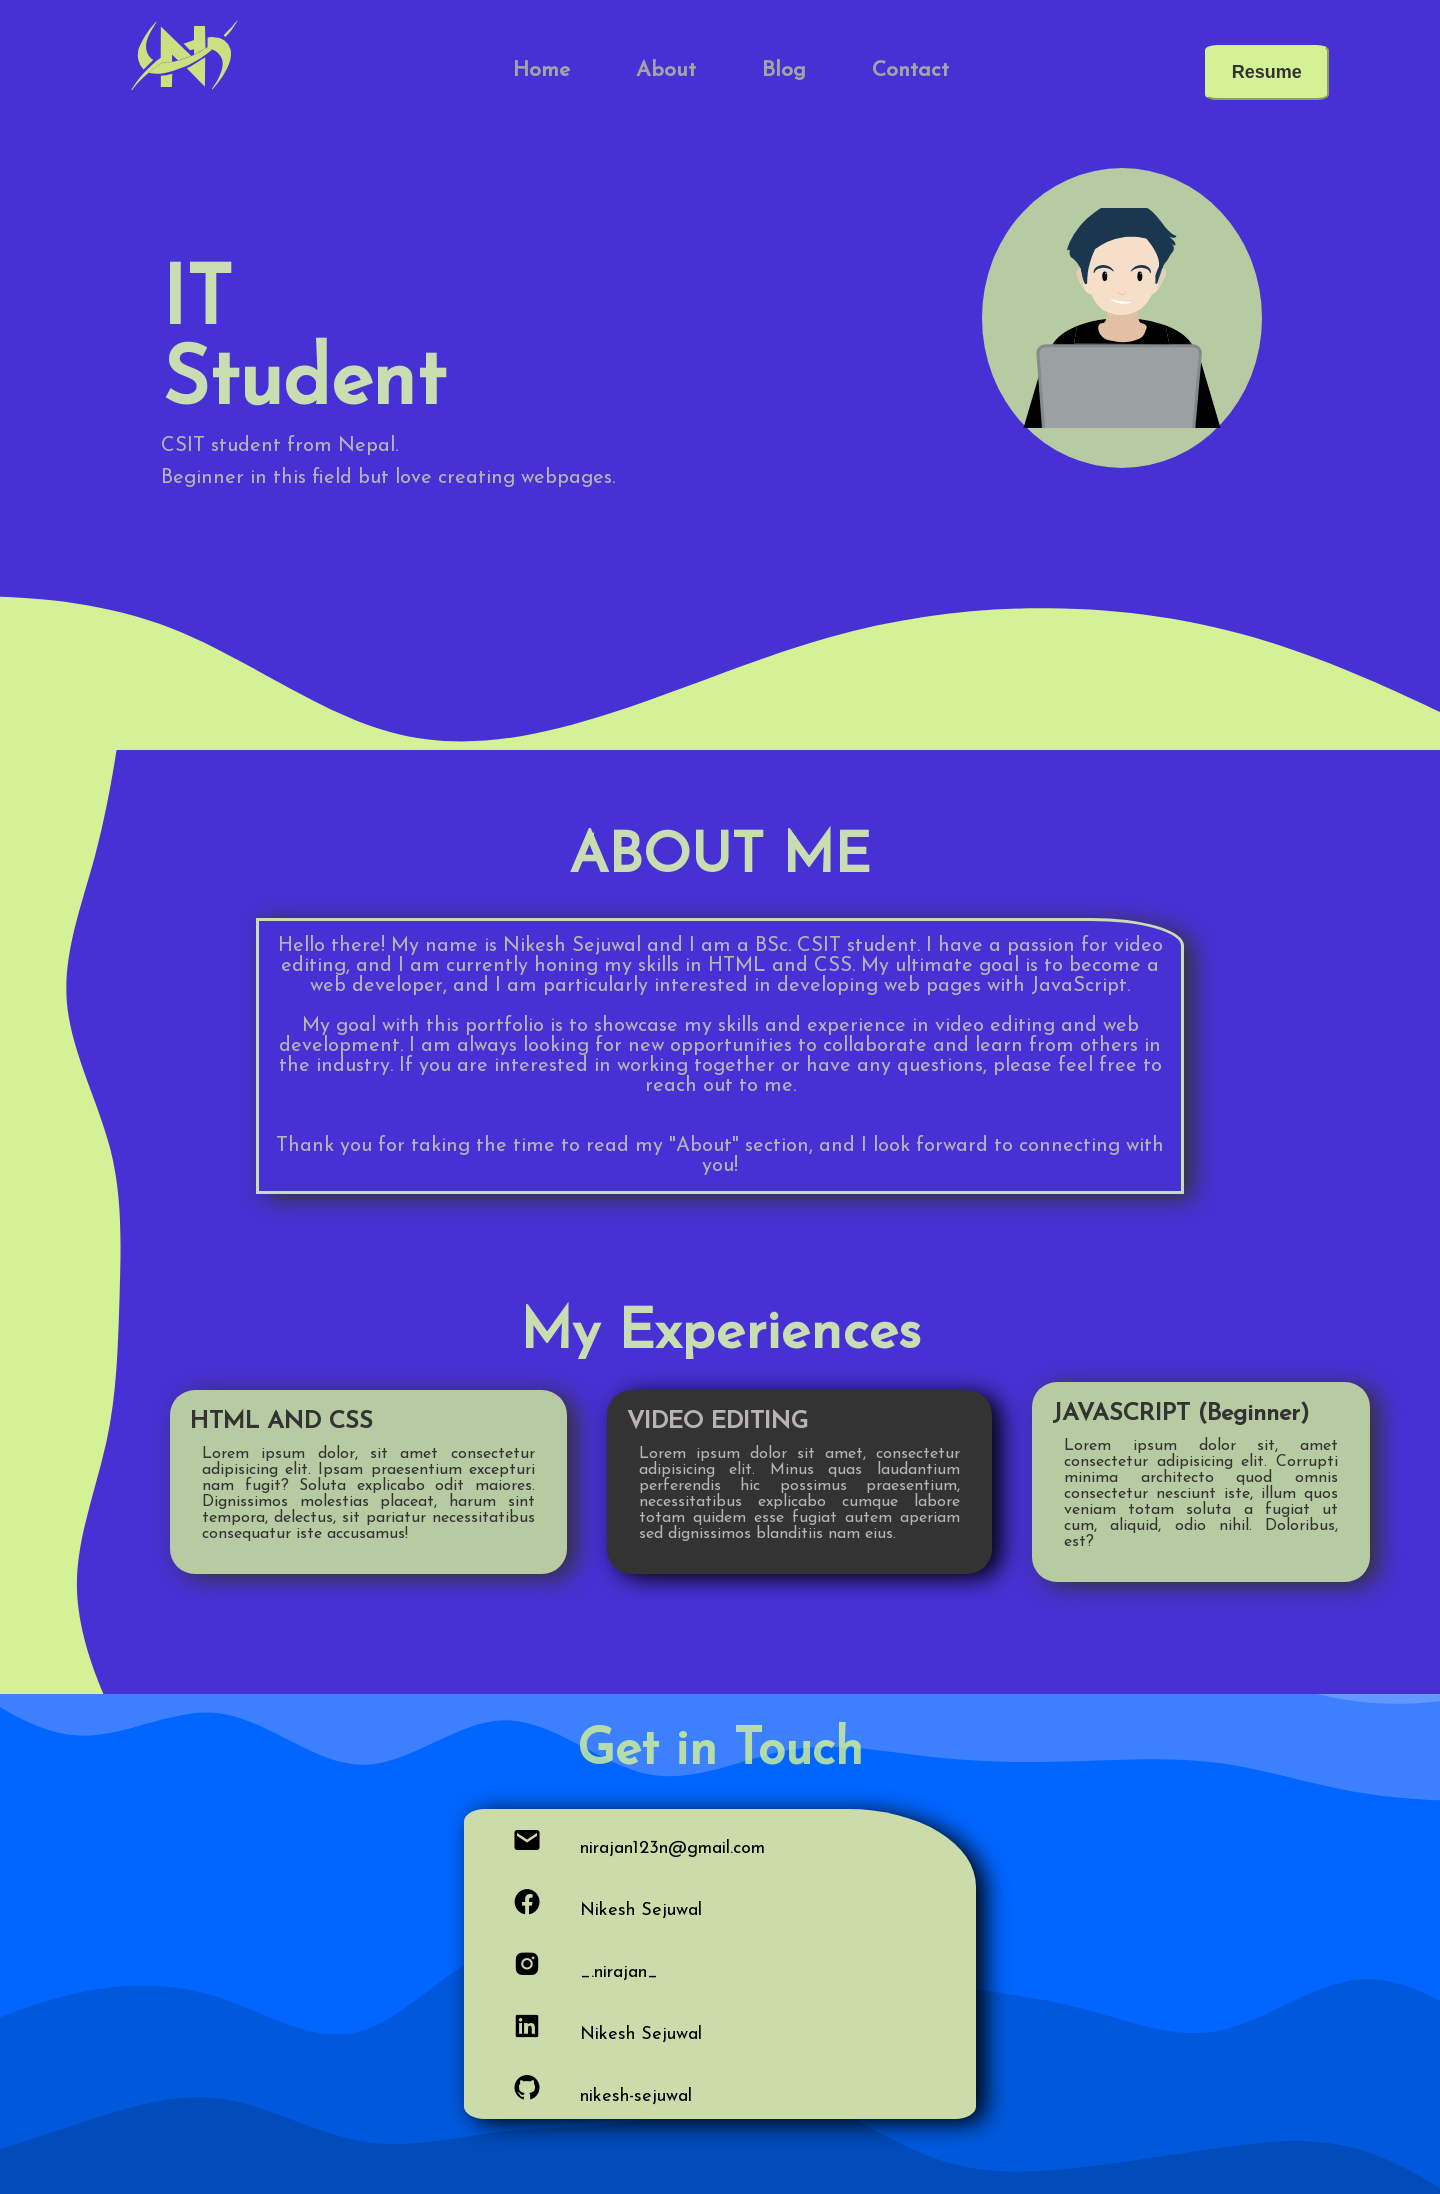 Home About Blog Contact Resume
IT
Student
CSIT student from Nepal.
Beginner in this field but love creating webpages.
ABOUT ME
Hello there! My name is Nikesh Sejuwal and I am a BSc. CSIT student. I have a passion for video
editing, and I am currently honing my skills in HTML and CSS. My ultimate goal is to become a
web developer, and I am particularly interested in developing web pages with JavaScript.
My goal with this portfolio is to showcase my skills and experience in video editing and web
development. I am always looking for new opportunities to collaborate and learn from others in
the industry. If you are interested in working together or have any questions, please feel free to
reach out to me.
Thank you for taking the time to read my "About" section, and I look forward to connecting with
you!
My Experiences
HTML AND CSS
Lorem ipsum dolor, sit amet consectetur
adipisicing elit. Ipsam praesentium excepturi
nam fugit? Soluta explicabo odit maiores.
Dignissimos molestias placeat, harum sint
tempora, delectus, sit pariatur necessitatibus
consequatur iste accusamus!
VIDEO EDITING
Lorem ipsum dolor sit amet, consectetur
adipisicing elit. Minus quas laudantium
perferendis hic possimus praesentium,
necessitatibus explicabo cumque labore
totam quidem esse fugiat autem aperiam
sed dignissimos blanditiis nam eius.
JAVASCRIPT (Beginner)
Lorem ipsum dolor sit, amet
consectetur adipisicing elit. Corrupti
minima architecto quod omnis
consectetur nesciunt iste, illum quos
veniam totam soluta a fugiat ut
cum, aliquid, odio nihil. Doloribus,
est?
Get in Touch
nirajan123n@gmail.com
Nikesh Sejuwal
_.nirajan_
Nikesh Sejuwal
nikesh-sejuwal